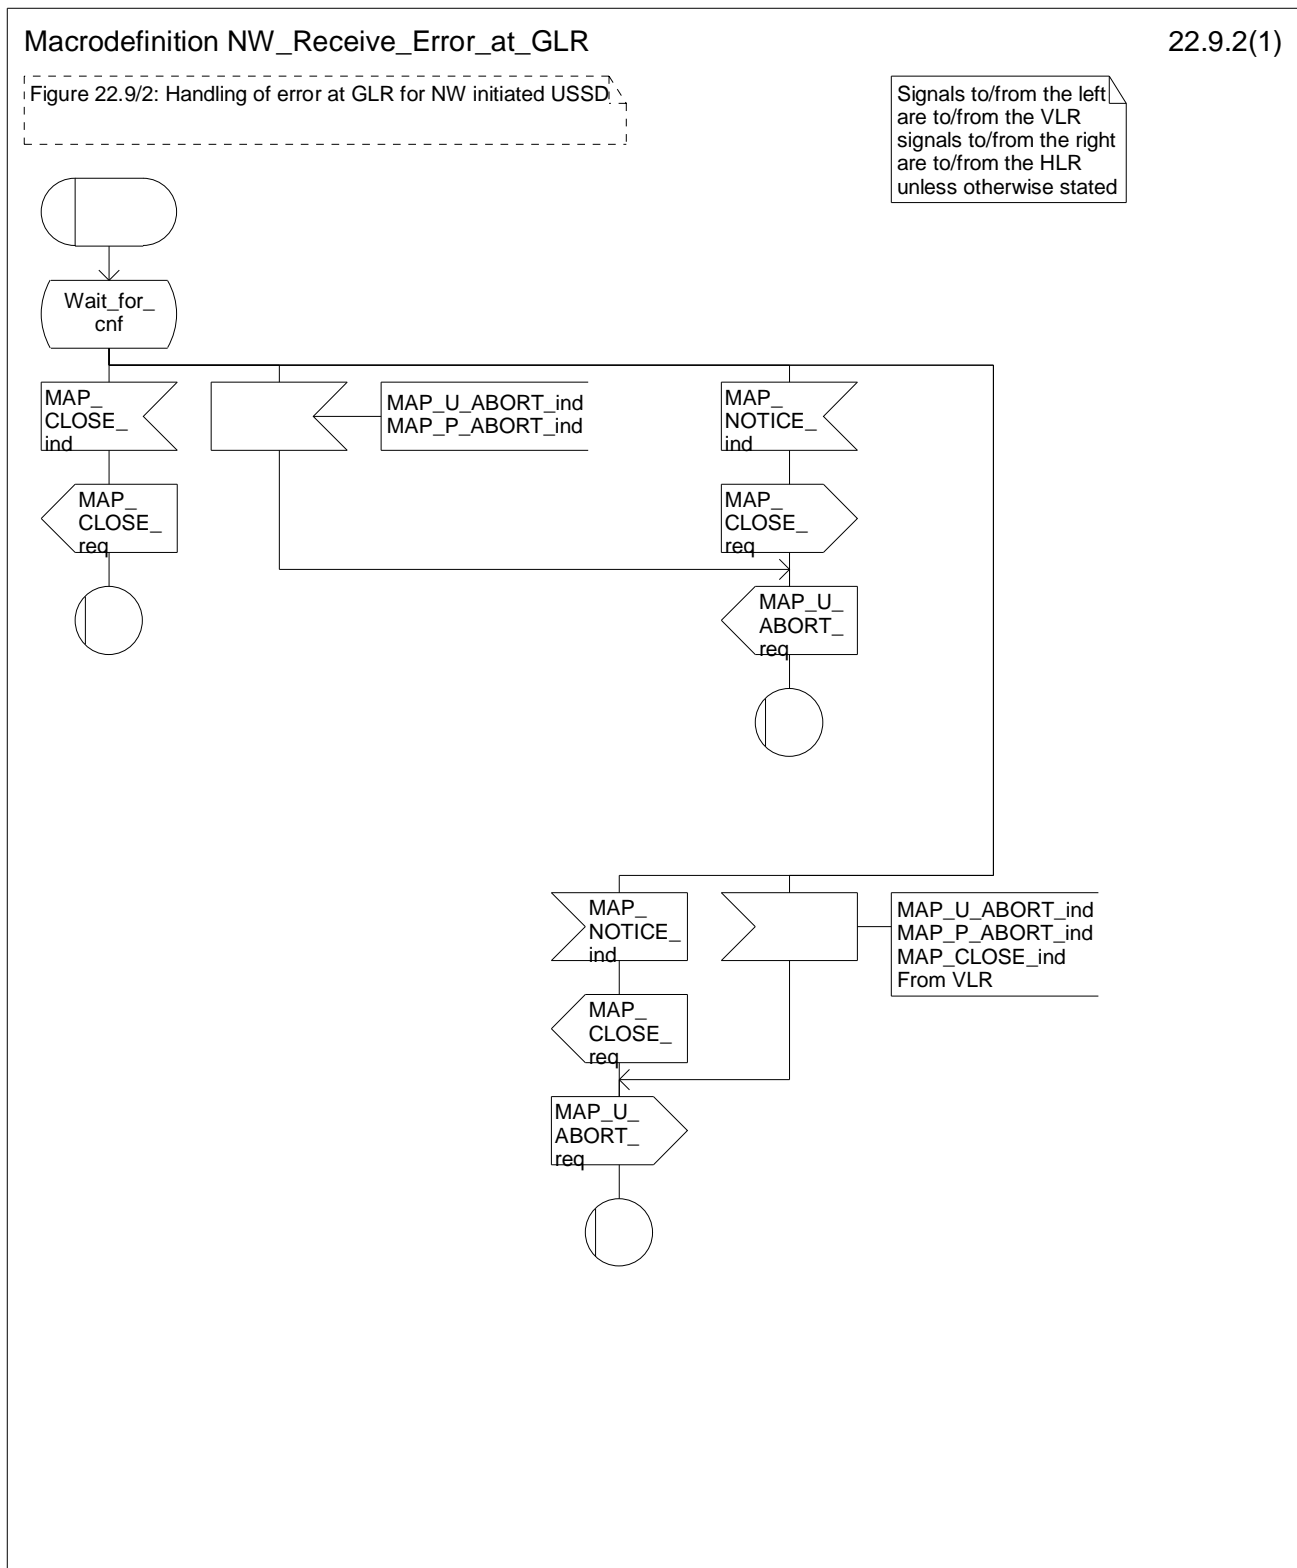 Macrodefinition NW_Receive_Error_at_GLR
22.9.2(1)
Figure 22.9/2: Handling of error at GLR for NW initiated USSD
Signals to/from the left
are to/from the VLR
signals to/from the right
are to/from the HLR
unless otherwise stated
Wait_for_
cnf
MAP_
CLOSE_
ind
MAP_U_ABORT_ind
MAP_P_ABORT_ind
MAP_
NOTICE_
ind
MAP_
CLOSE_
req
MAP_
CLOSE_
req
MAP_U_
ABORT_
req
MAP_
NOTICE_
ind
MAP_U_ABORT_ind
MAP_P_ABORT_ind
MAP_CLOSE_ind
From VLR
MAP_
CLOSE_
req
MAP_U_
ABORT_
req